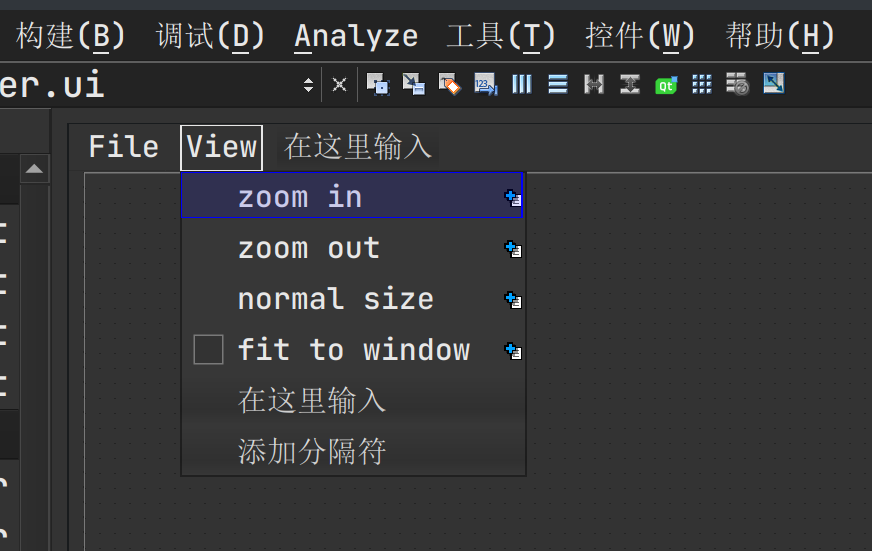 构建(B) 调试(D) Analyze 工具(T) 控件(W) 帮助(H)
er.ui
File View 在这里输入
zoom in
zoom out
normal size
fit to window
在这里输入
添加分隔符